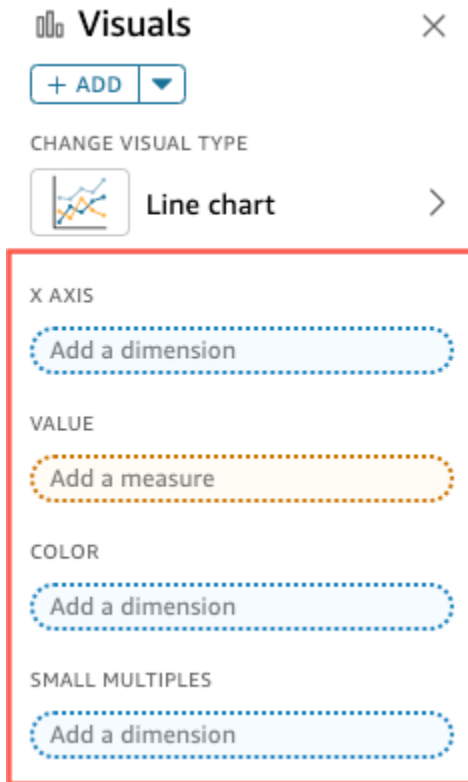 Visuals
+ ADD
CHANGE VISUAL TYPE
Line chart
X AXIS
Add a dimension
VALUE
Add a measure
COLOR
Add a dimension
SMALL MULTIPLES
Add a dimension